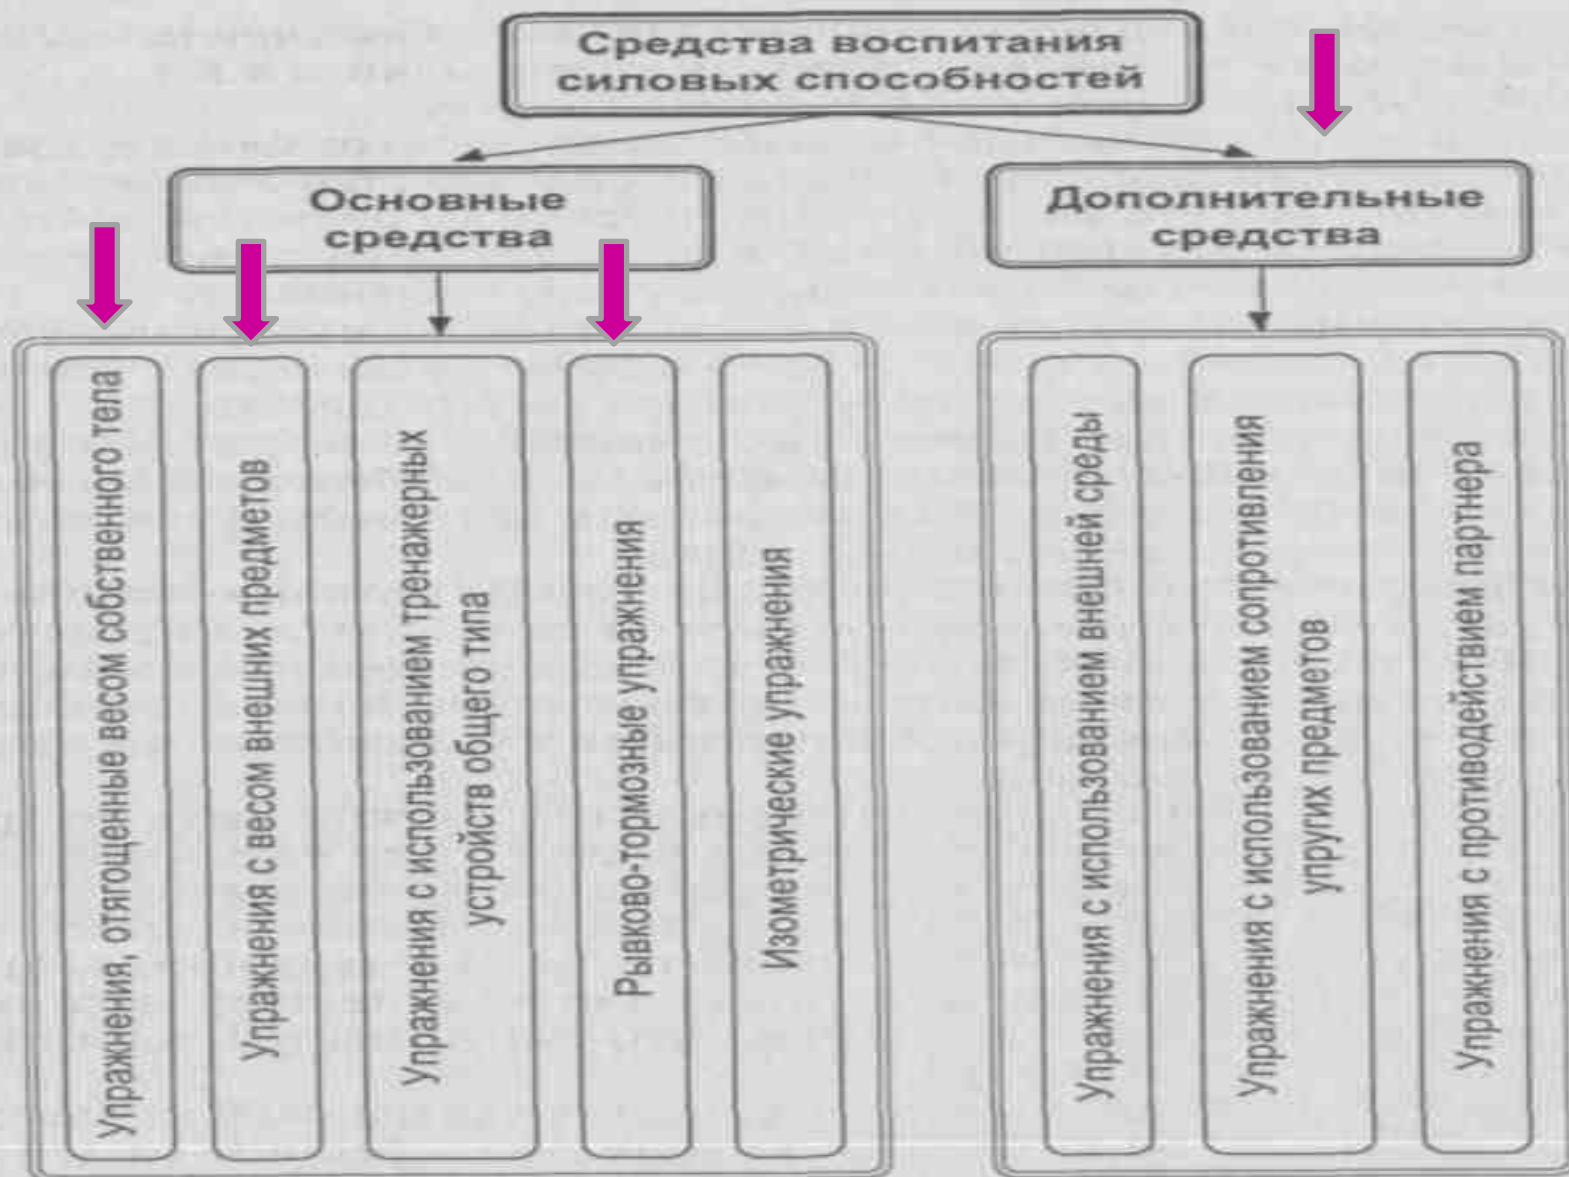 Средства воспитания
силовых способностей
Основные
средства
Дополнительные
средства
Упражнения, отягощенные весом собственного тела
Упражнения с весом внешних предметов
Упражнения с использованием тренажерных
устройств общего типа
Рывково-тормозные упражнения
Изометрические упражнения
Упражнения с использованием внешней среды
Упражнения с использованием сопротивления
упругих предметов
Упражнения с противодействием партнера